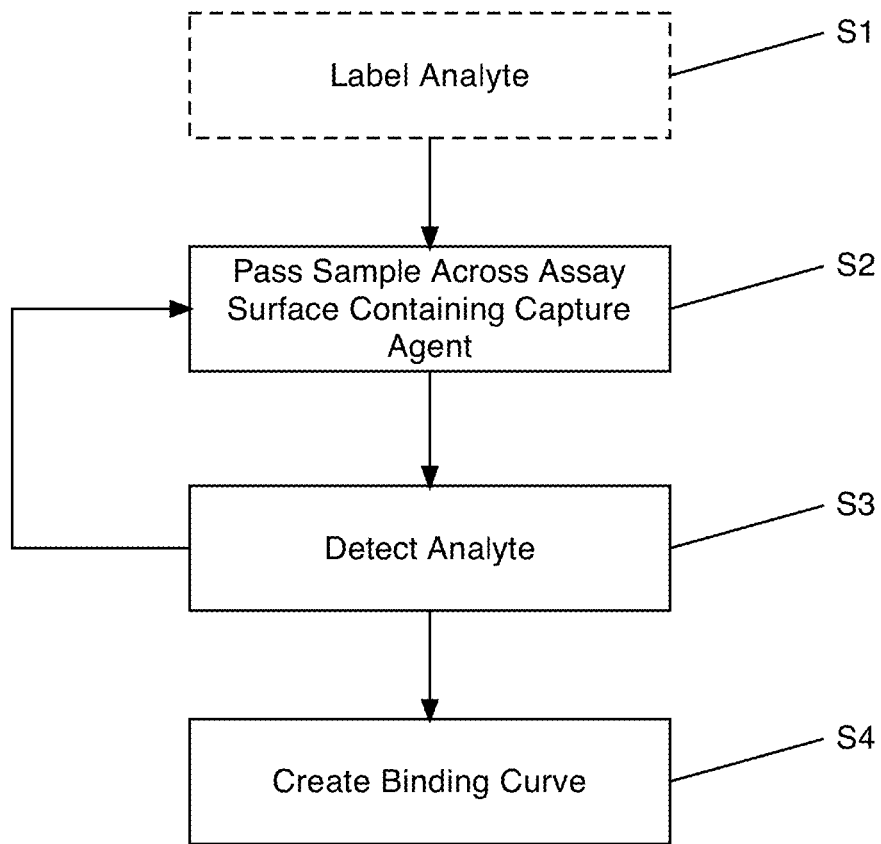 S1
Label Analyte
S2
Pass Sample Across Assay
Surface Containing Capture
Agent
S3
Detect Analyte
S4
Create Binding Curve